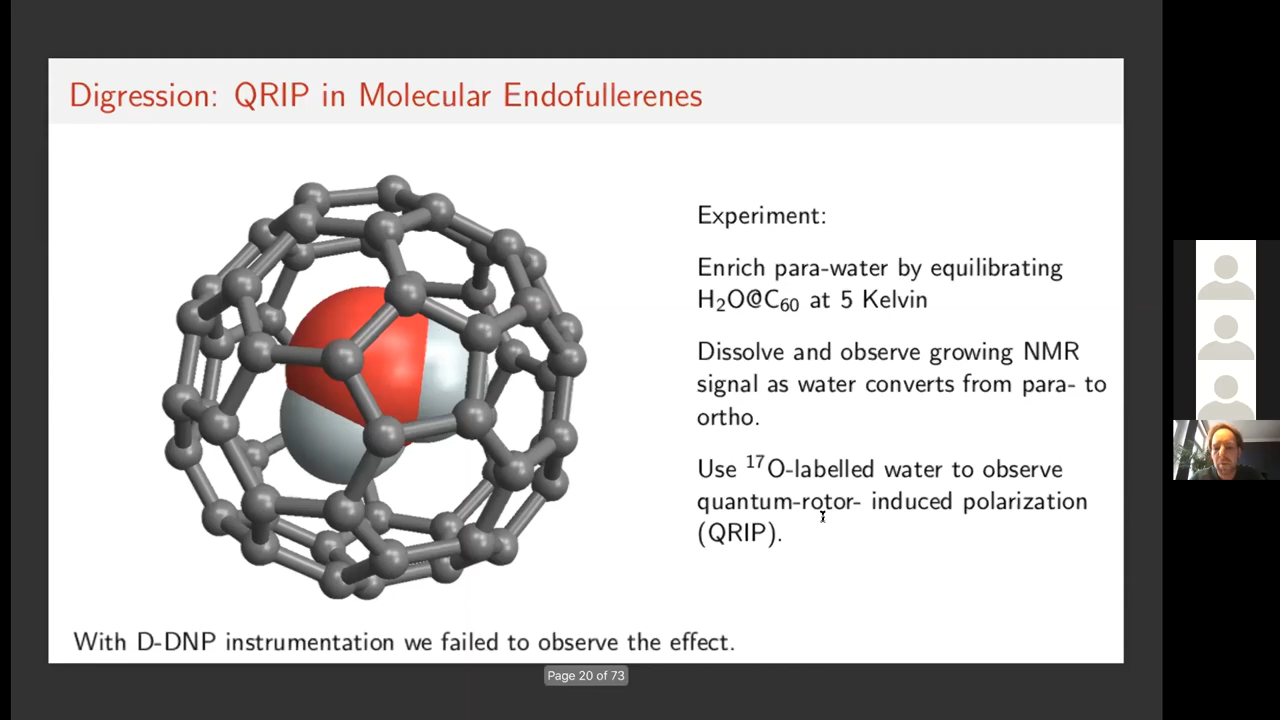 Digression: QRIP in Molecular Endofullerenes
Experiment:
Enrich para-water by equilibrating
H₂O@C₆₀ at 5 Kelvin
Dissolve and observe growing NMR
signal as water converts from para- to
ortho.
Use ¹⁷O-labelled water to observe
quantum-rotor- induced polarization
(QRIP).
With D-DNP instrumentation we failed to observe the effect.
Page 20 of 73